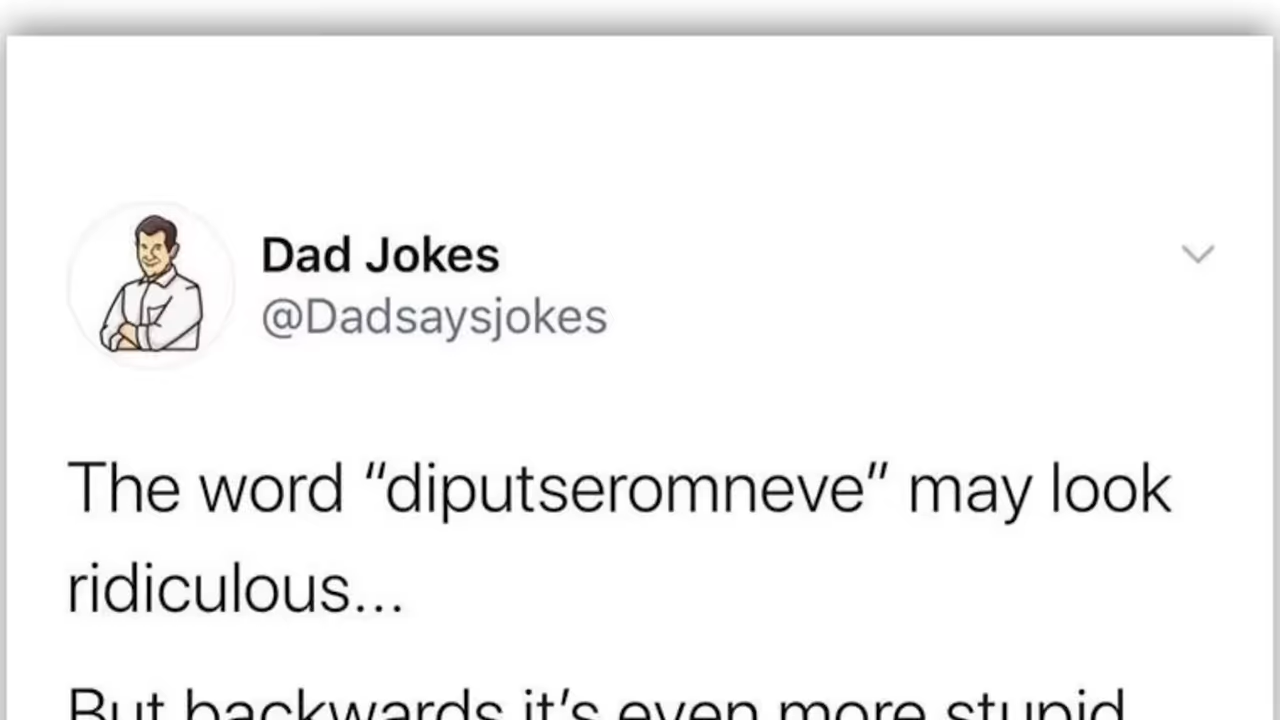 Dad Jokes
@Dadsaysjokes
The word “diputseromneve” may look
ridiculous...
But backwards it’s even more stupid